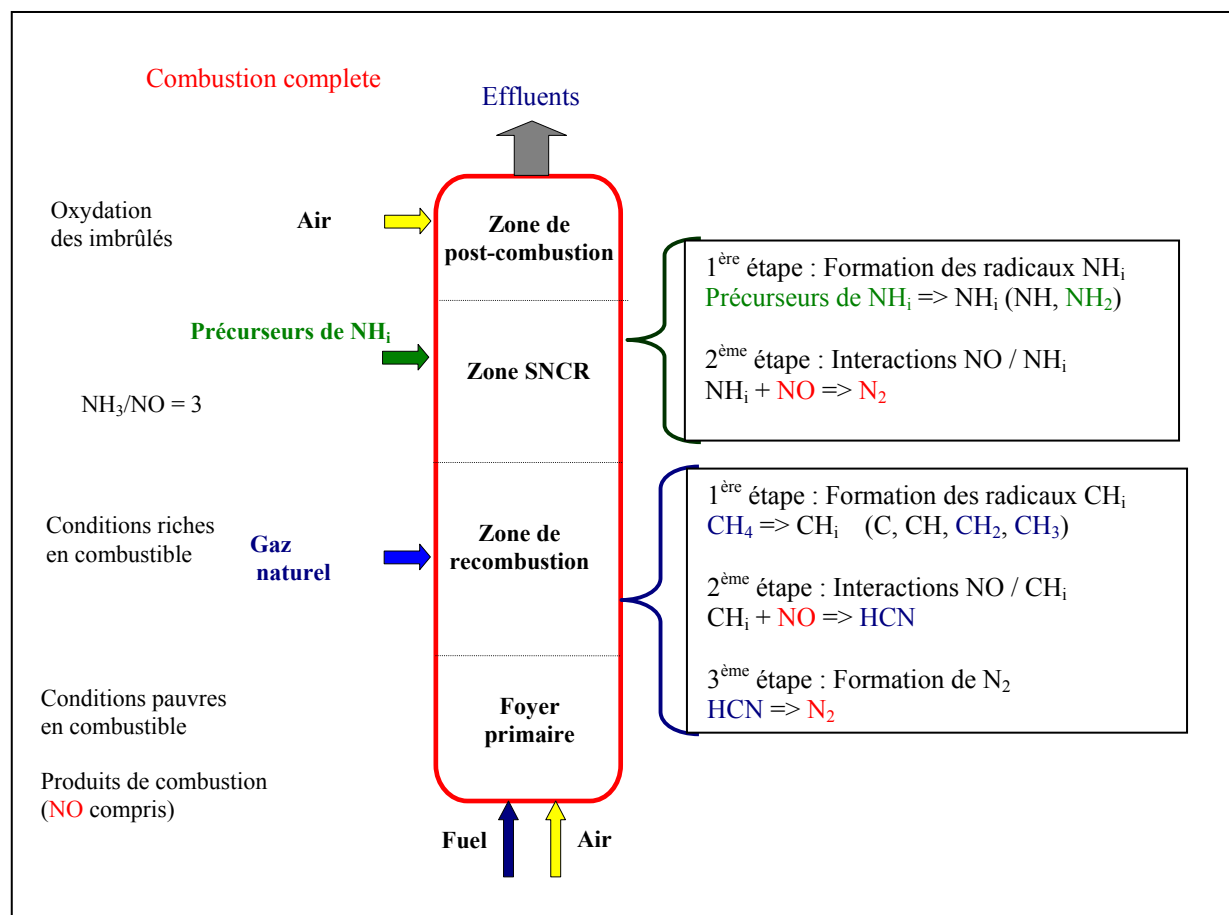 Combustion complete
Effluents
Oxydation
des imbrûlés
Air
Zone de
post-combustion
Précurseurs de NHi
Zone SNCR
NH3/NO = 3
1ère étape : Formation des radicaux NHi
Précurseurs de NHi => NHi (NH, NH2)
2ème étape : Interactions NO / NHi
NHi + NO => N2
Conditions riches
en combustible
Gaz
naturel
Zone de
recombustion
1ère étape : Formation des radicaux CHi
CH4 => CHi (C, CH, CH2, CH3)
2ème étape : Interactions NO / CHi
CHi + NO => HCN
3ème étape : Formation de N2
HCN => N2
Conditions pauvres
en combustible
Foyer
primaire
Produits de combustion
(NO compris)
Fuel
Air